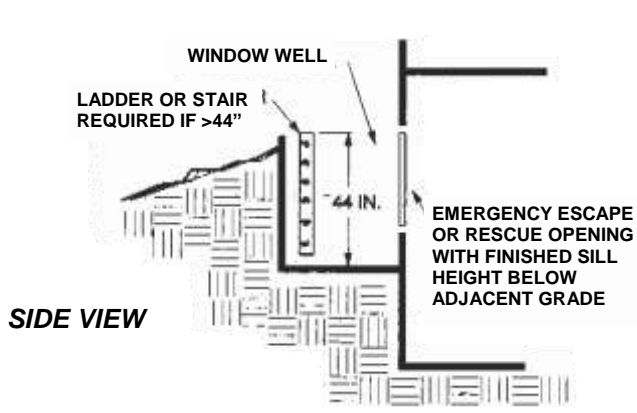 WINDOW WELL
LADDER OR STAIR
REQUIRED IF >44”
44 IN.
EMERGENCY ESCAPE
OR RESCUE OPENING
WITH FINISHED SILL
HEIGHT BELOW
ADJACENT GRADE
SIDE VIEW